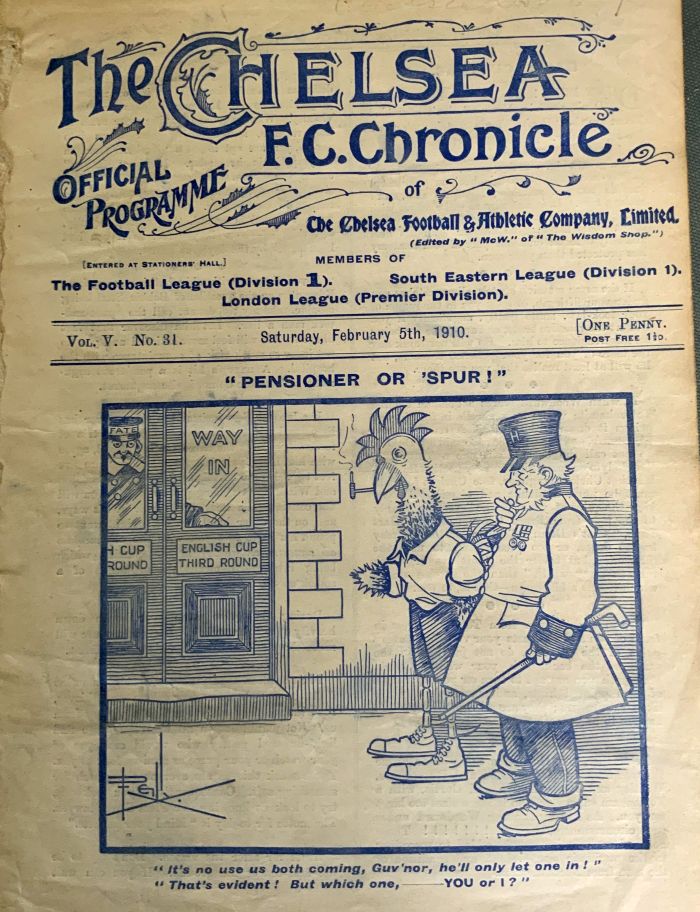 The CHELSEA
F.C. Chronicle
OFFICIAL
PROGRAMME
of
The Chelsea Football & Athletic Company, Limited.
(Edited by "McW." of "The Wisdom Shop.")
[ENTERED AT STATIONERS' HALL.]
MEMBERS OF
The Football League (Division 1). South Eastern League (Division 1).
London League (Premier Division).
VOL. V. No. 31. Saturday, February 5th, 1910. [ONE PENNY.
POST FREE 1½D.
"PENSIONER OR 'SPUR!"
FATE
WAY
IN
H CUP
ROUND
ENGLISH CUP
THIRD ROUND
H
"It's no use us both coming, Guv'nor, he'll only let one in!"
"That's evident! But which one,——YOU or I?"